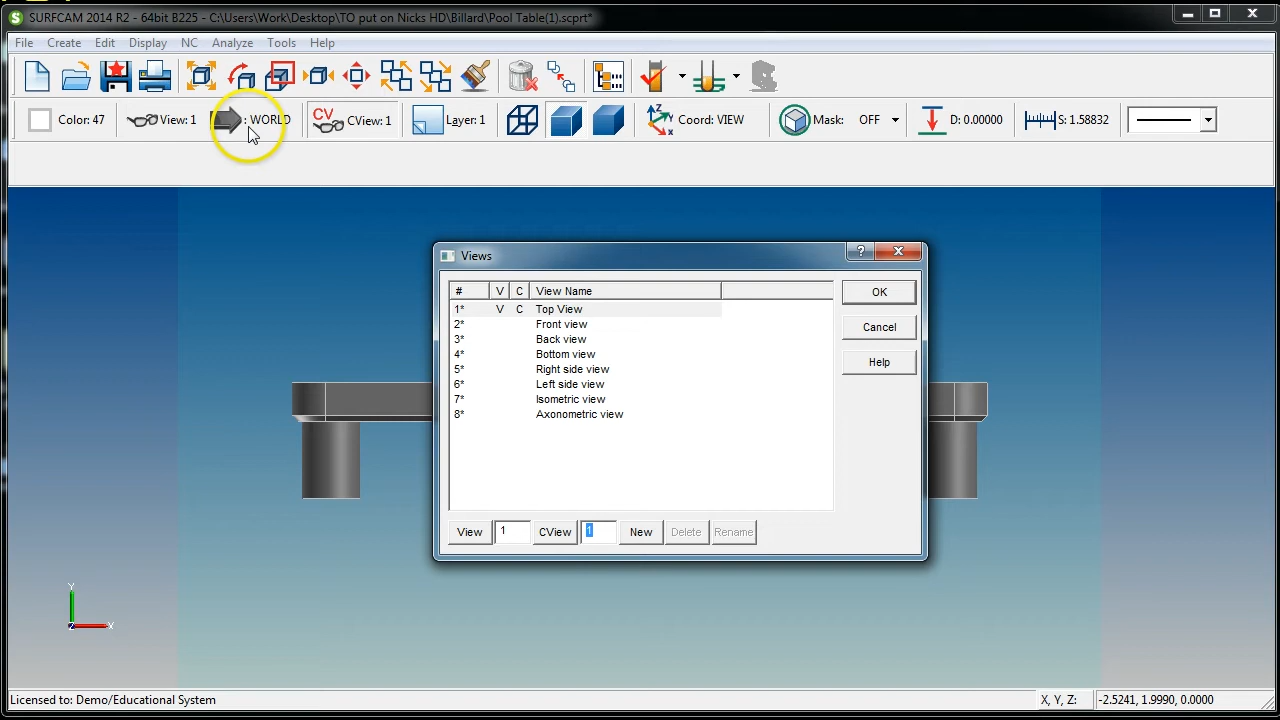 SURFCAM 2014 R2 - 64bit B225 - C:\Users\Work\Desktop\TO put on Nicks HD\Billard\Pool Table(1).scprt*
File Create Edit Display NC Analyze Tools Help
Color: 47 View: 1 : WORLD CV CView: 1 Layer: 1 Coord: VIEW Mask: OFF D: 0.00000 S: 1.58832
Views
# V C View Name
1* V C Top View
2* Front view
3* Back view
4* Bottom view
5* Right side view
6* Left side view
7* Isometric view
8* Axonometric view
OK
Cancel
Help
View 1 CView 1 New Delete Rename
Y
X
Licensed to: Demo/Educational System X, Y, Z: -2.5241, 1.9990, 0.0000